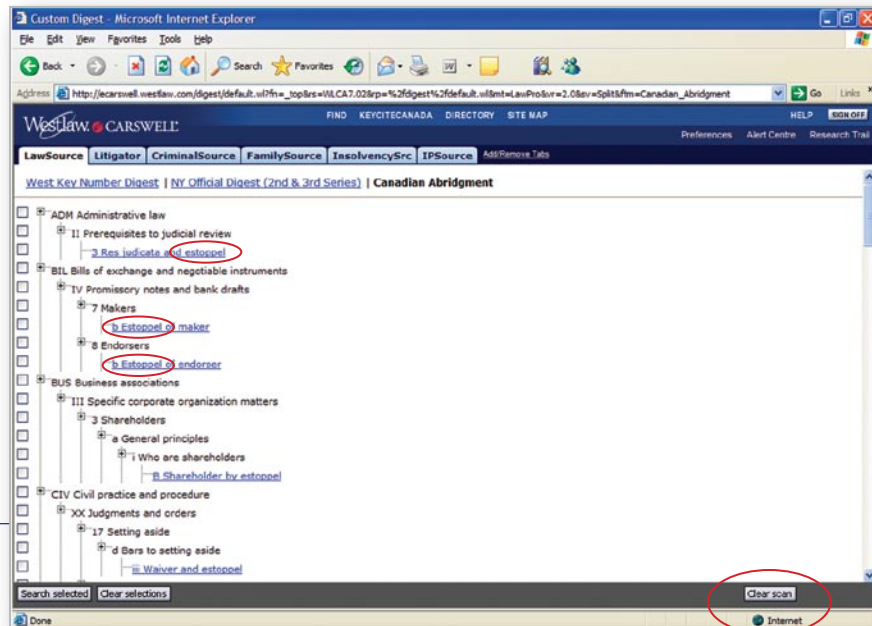 Custom Digest - Microsoft Internet Explorer
File Edit View Favorites Tools Help
Back Search Favorites
Address http://ecarswell.westlaw.com/digest/default.wl?fn=_top&rs=WLCA7.02&rp=%2fdigest%2fdefault.wl&mt=LawPro&vr=2.0&sv=Split&ftm=Canadian_Abridgment Go Links
Westlaw CARSWELL FIND KEYCITECANADA DIRECTORY SITE MAP HELP SIGN OFF
Preferences Alert Centre Research Trail
LawSource Litigator CriminalSource FamilySource InsolvencySrc IPSource Add/Remove Tabs
West Key Number Digest | NY Official Digest (2nd & 3rd Series) | Canadian Abridgment
ADM Administrative law
II Prerequisites to judicial review
3 Res judicata and estoppel
BIL Bills of exchange and negotiable instruments
IV Promissory notes and bank drafts
7 Makers
b Estoppel of maker
8 Endorsers
b Estoppel of endorser
BUS Business associations
III Specific corporate organization matters
3 Shareholders
a General principles
i Who are shareholders
B Shareholder by estoppel
CIV Civil practice and procedure
XX Judgments and orders
17 Setting aside
d Bars to setting aside
iii Waiver and estoppel
Search selected Clear selections Clear scan
Done Internet